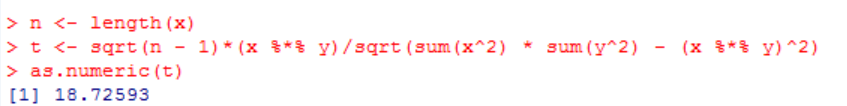 > n <- length(x)
> t <- sqrt(n - 1)*(x %*% y)/sqrt(sum(x^2) * sum(y^2) - (x %*% y)^2)
> as.numeric(t)
[1] 18.72593